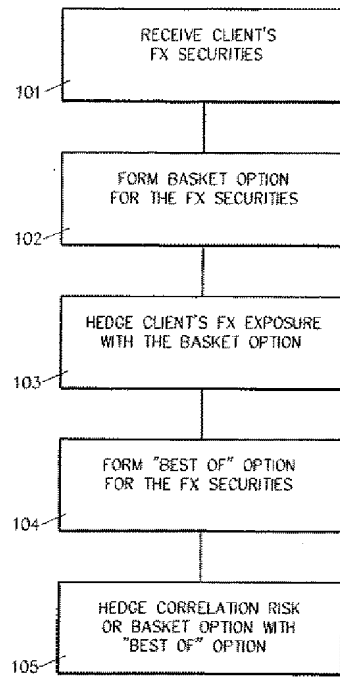 RECEIVE CLIENT'S
FX SECURITIES
101
FORM BASKET OPTION
FOR THE FX SECURITIES
102
HEDGE CLIENT'S FX EXPOSURE
WITH THE BASKET OPTION
103
FORM "BEST OF" OPTION
FOR THE FX SECURITIES
104
HEDGE CORRELATION RISK
OR BASKET OPTION WITH
"BEST OF" OPTION
105